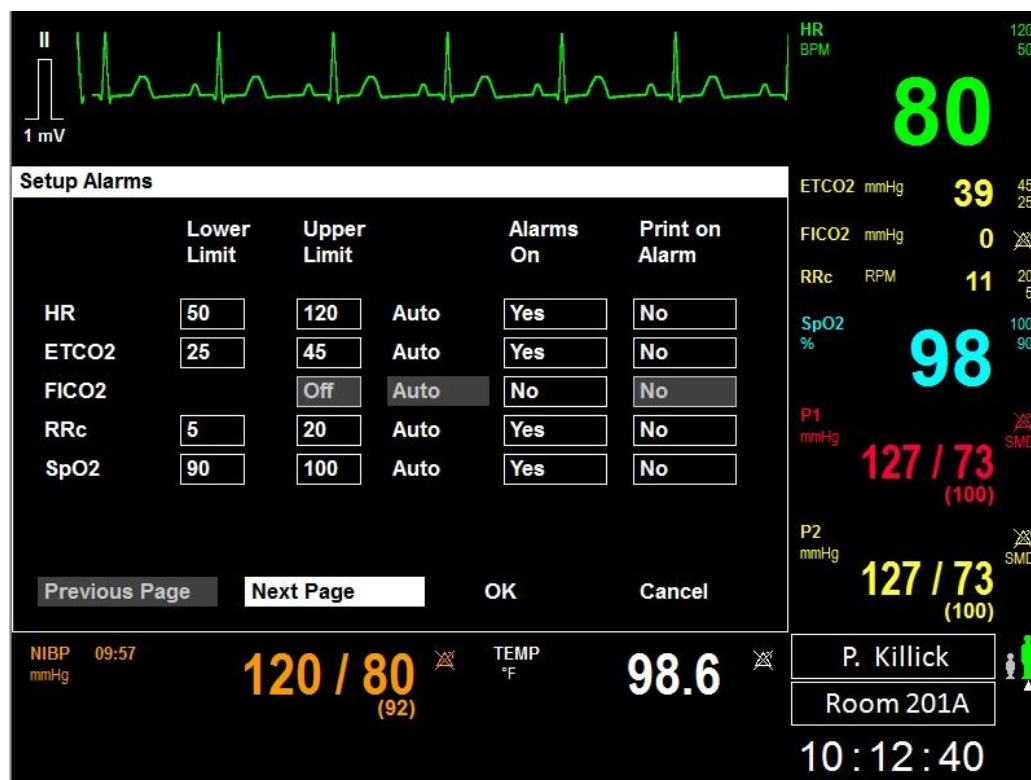 II
1 mV
HR 120
BPM 50
80
Setup Alarms
Lower Limit Upper Limit Alarms On Print on Alarm
HR 50 120 Auto Yes No
ETCO2 25 45 Auto Yes No
FICO2 Off Auto No No
RRc 5 20 Auto Yes No
SpO2 90 100 Auto Yes No
Previous Page Next Page OK Cancel
ETCO2 mmHg 39 45
25
FICO2 mmHg 0
RRc RPM 11 20
5
SpO2 100
% 90
98
P1
mmHg SMD
127 / 73
(100)
P2
mmHg SMD
127 / 73
(100)
NIBP 09:57
mmHg
120 / 80
(92)
TEMP
°F
98.6
P. Killick
Room 201A
10:12:40